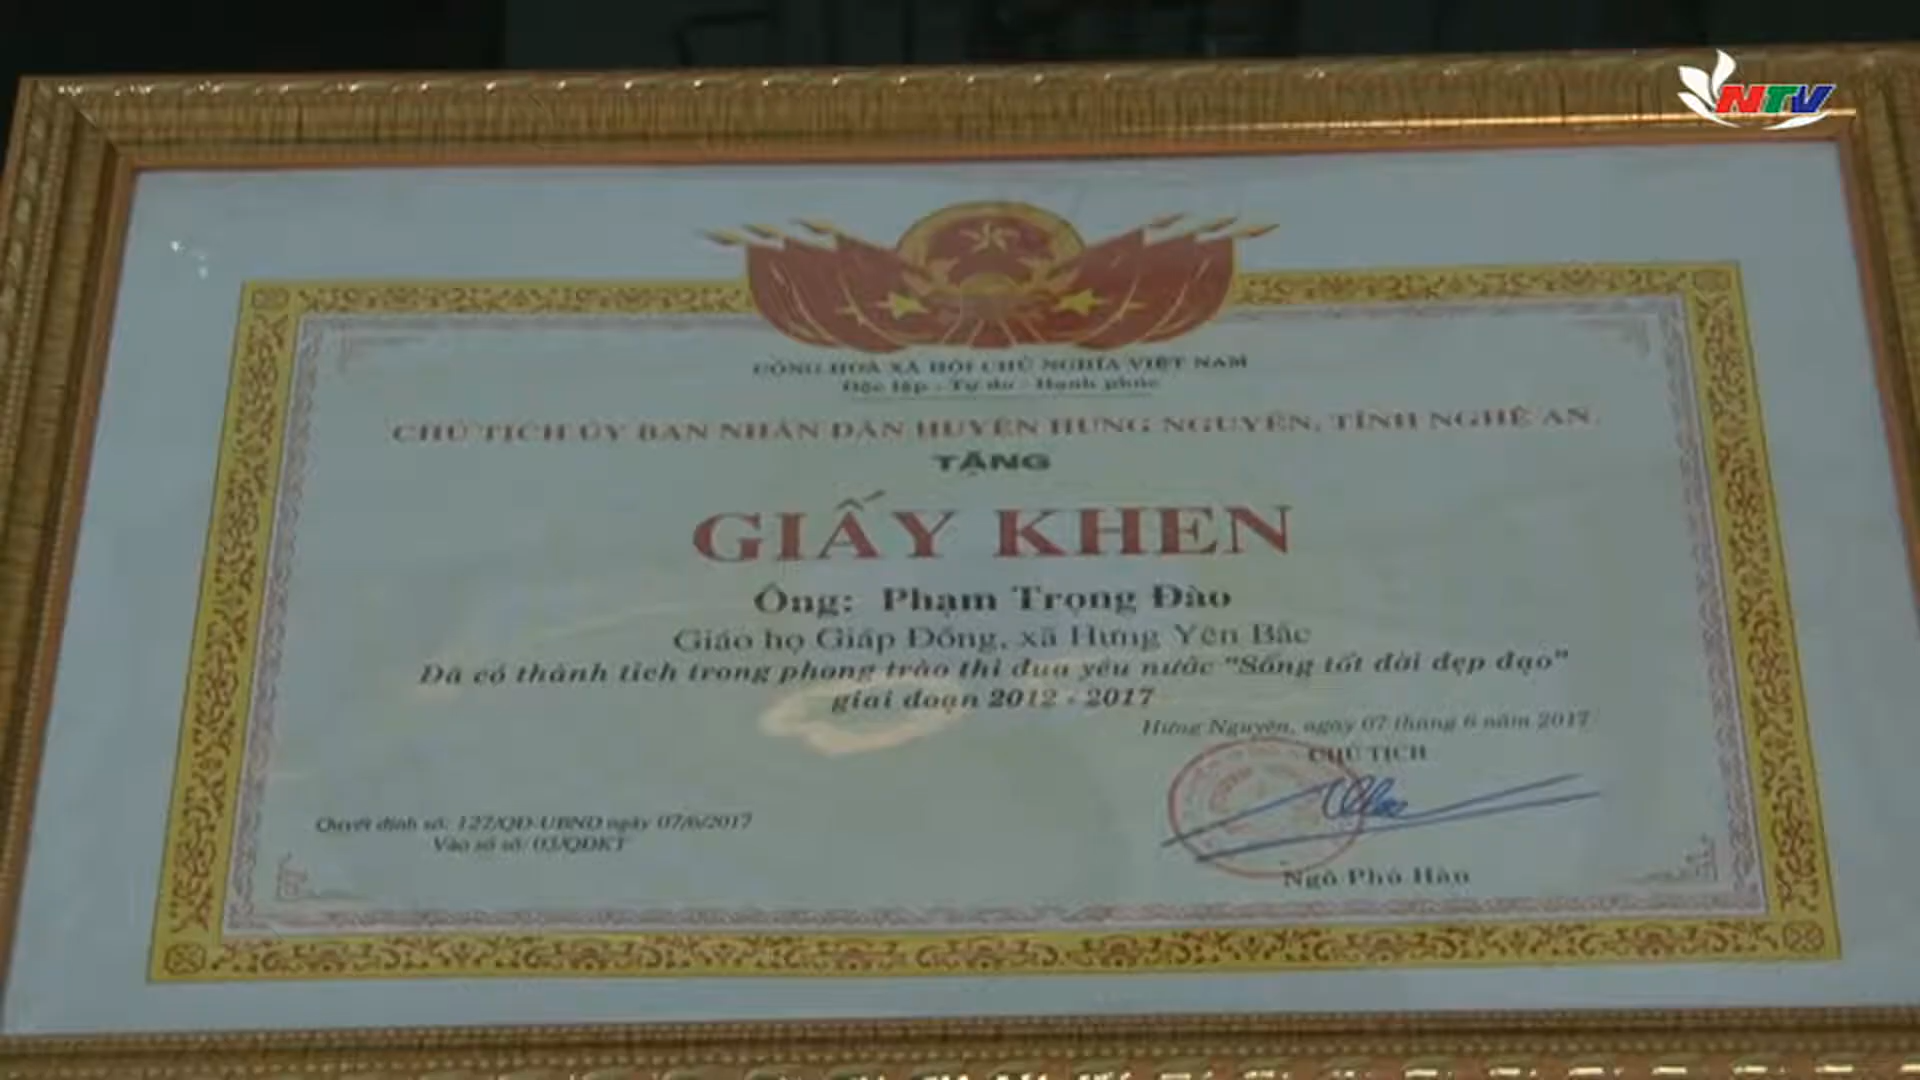 NTV
CỘNG HOÀ XÃ HỘI CHỦ NGHĨA VIỆT NAM
Độc lập - Tự do - Hạnh phúc
CHỦ TỊCH ỦY BAN NHÂN DÂN HUYỆN HƯNG NGUYÊN, TỈNH NGHỆ AN
TẶNG
GIẤY KHEN
Ông: Phạm Trọng Đào
Giáo họ Giáp Đồng, xã Hưng Yên Bắc
Đã có thành tích trong phong trào thi đua yêu nước "Sống tốt đời đẹp đạo"
giai đoạn 2012 - 2017
Hưng Nguyên, ngày 07 tháng 6 năm 2017
CHỦ TỊCH
Quyết định số: 127/QĐ-UBND ngày 07/6/2017
Vào sổ số: 03/QĐKT
Ngô Phú Hàn